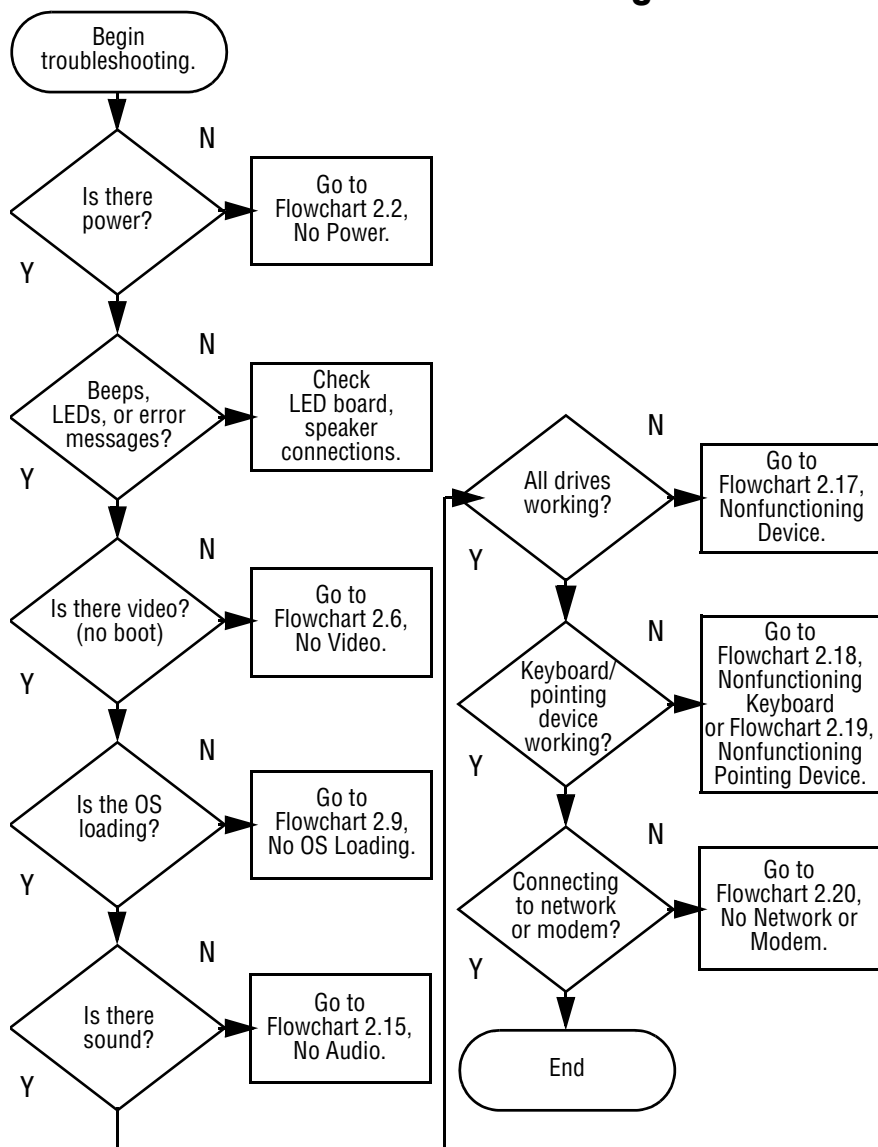 Begin
troubleshooting.
N
Is there
power?
Go to
Flowchart 2.2,
No Power.
Y
N
Beeps,
LEDs, or error
messages?
Check
LED board,
speaker
connections.
Y
N
Is there video?
(no boot)
Go to
Flowchart 2.6,
No Video.
Y
N
Is the OS
loading?
Go to
Flowchart 2.9,
No OS Loading.
Y
N
Is there
sound?
Go to
Flowchart 2.15,
No Audio.
Y
N
All drives
working?
Go to
Flowchart 2.17,
Nonfunctioning
Device.
Y
N
Keyboard/
pointing
device
working?
Go to
Flowchart 2.18,
Nonfunctioning
Keyboard
or Flowchart 2.19,
Nonfunctioning
Pointing Device.
Y
N
Connecting
to network
or modem?
Go to
Flowchart 2.20,
No Network or
Modem.
Y
End